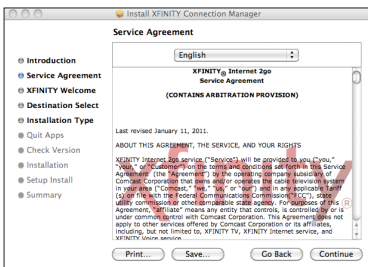 Install XFINITY Connection Manager
Service Agreement
English
Introduction
Service Agreement
XFINITY Welcome
Destination Select
Installation Type
Quit Apps
Check Version
Installation
Setup Install
Summary
XFINITY® Internet 2go
Service Agreement
(CONTAINS ARBITRATION PROVISION)
Last revised January 11, 2011.
ABOUT THIS AGREEMENT, THE SERVICE, AND YOUR RIGHTS
XFINITY Internet 2go service ("Service") will be provided to you ("you,"
"your," or "Customer") on the terms and conditions set forth in this Service
Agreement (the "Agreement") by the operating company subsidiary of
Comcast Corporation that owns and/or operates the cable television system
in your area ("Comcast," "we," "us," or "our") and in any applicable Tariff
(s) on file with the Federal Communications Commission ("FCC"), state
utility commission or other comparable state agency. For purposes of this
Agreement, "affiliate" means any entity that controls, is controlled by or is
under common control with Comcast Corporation. This Agreement does not
apply to other services offered by Comcast Corporation or its affiliates,
including, but not limited to, XFINITY TV, XFINITY Internet service, and
XFINITY Voice service.
xfinity®
Print...
Save...
Go Back
Continue